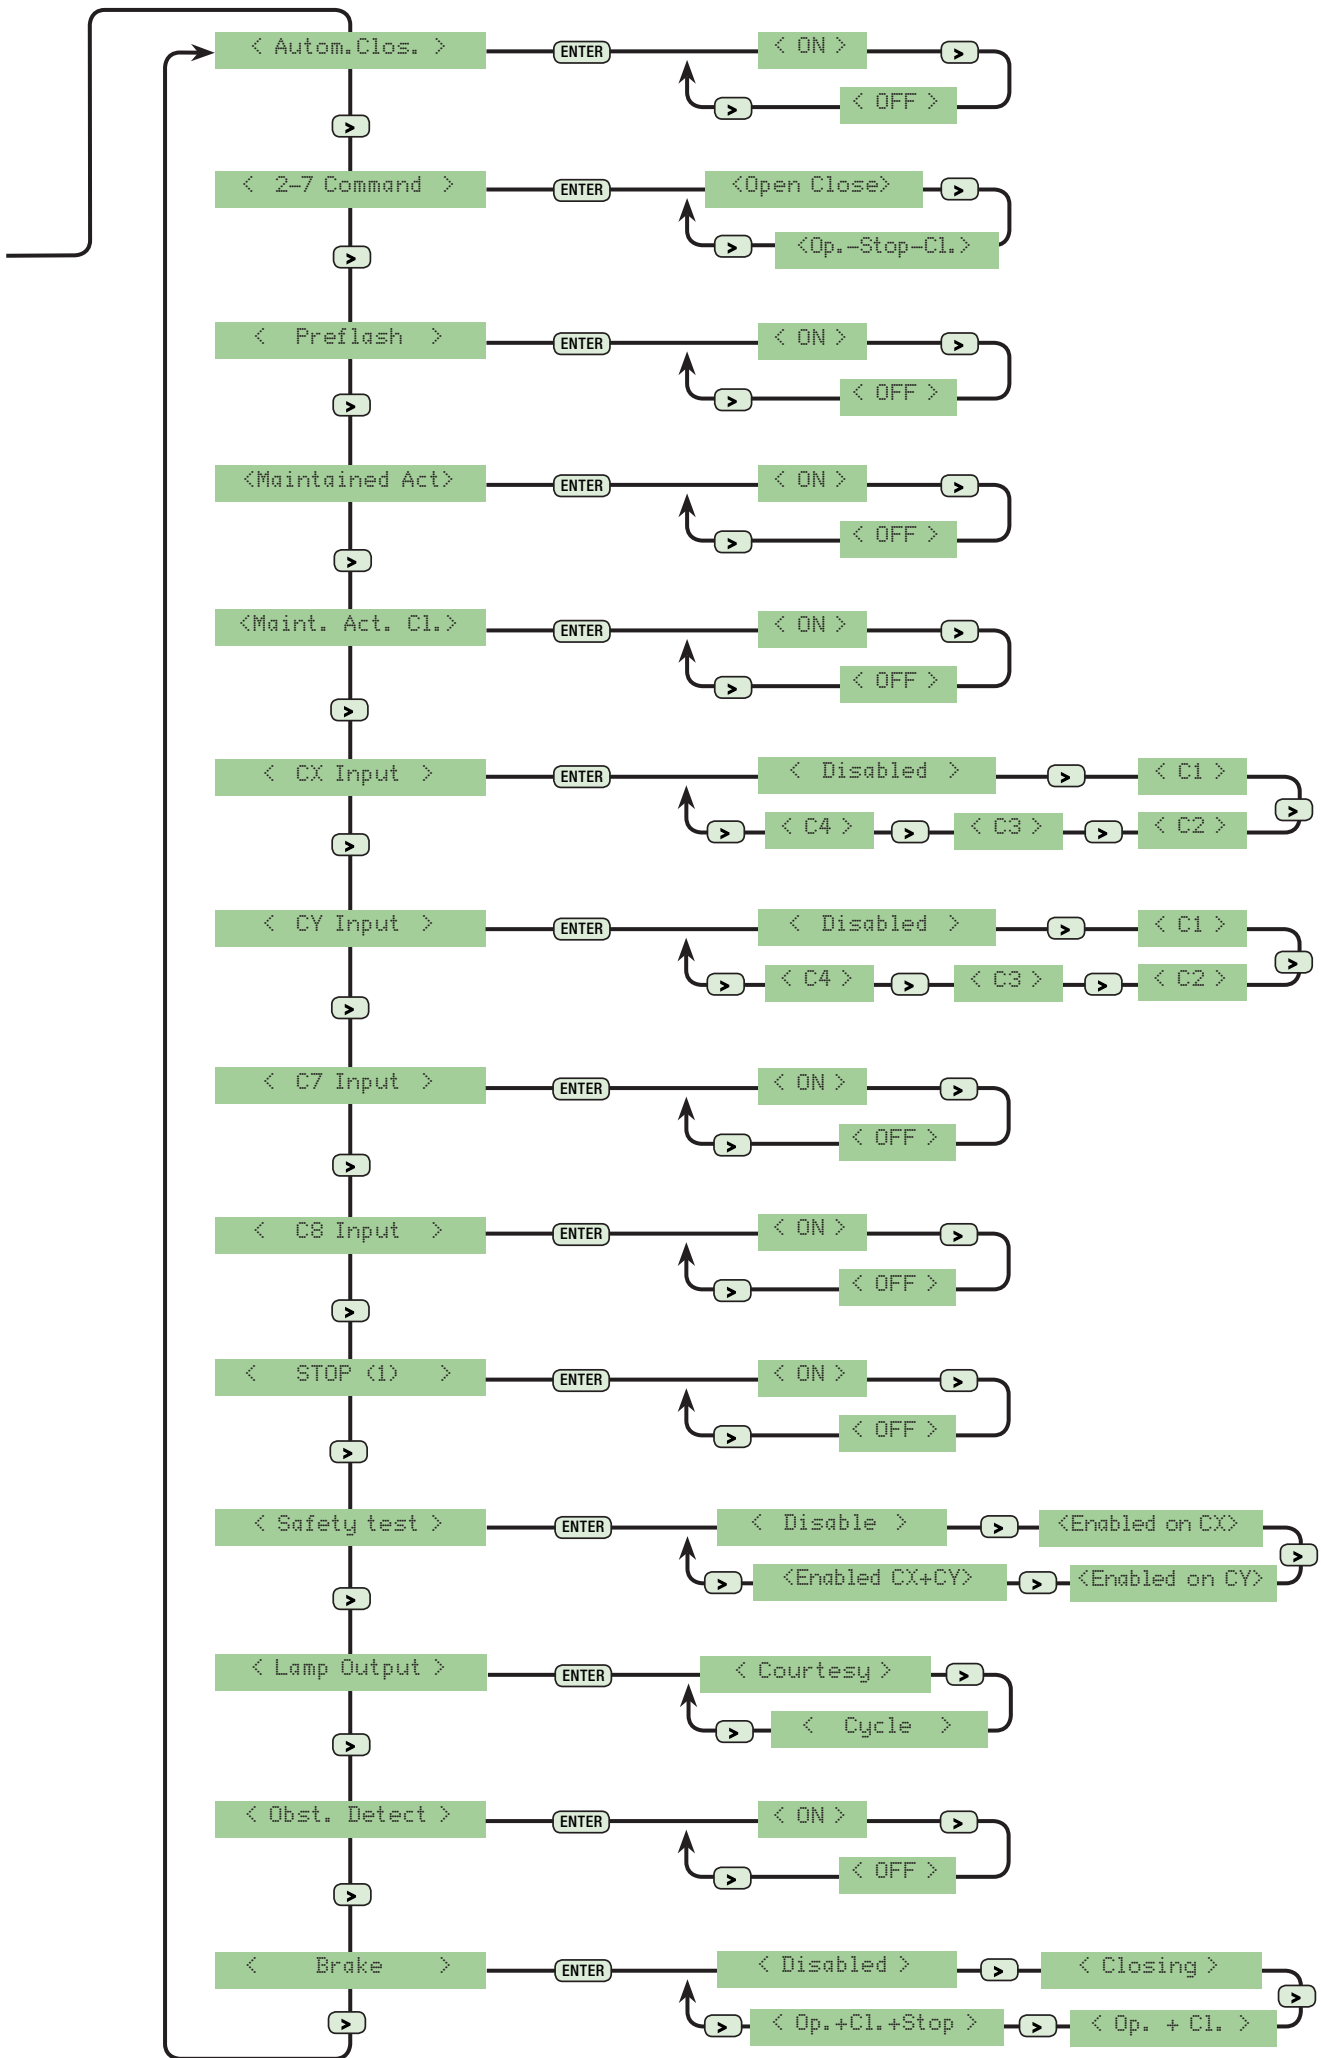 < Autom.Clos. > ENTER < ON > >
> < OFF >
>
< 2-7 Command > ENTER <Open Close> >
> <Op.-Stop-Cl.>
>
< Preflash > ENTER < ON > >
> < OFF >
>
<Maintained Act> ENTER < ON > >
> < OFF >
>
<Maint. Act. Cl.> ENTER < ON > >
> < OFF >
>
< CX Input > ENTER < Disabled > > < C1 >
>
> < C4 > > < C3 > > < C2 >
>
< CY Input > ENTER < Disabled > > < C1 >
>
> < C4 > > < C3 > > < C2 >
>
< C7 Input > ENTER < ON > >
> < OFF >
>
< C8 Input > ENTER < ON > >
> < OFF >
>
< STOP (1) > ENTER < ON > >
> < OFF >
>
< Safety test > ENTER < Disable > > <Enabled on CX>
>
> <Enabled CX+CY> > <Enabled on CY>
>
< Lamp Output > ENTER < Courtesy > >
> < Cycle >
>
< Obst. Detect > ENTER < ON > >
> < OFF >
>
< Brake > ENTER < Disabled > > < Closing >
>
> < Op.+Cl.+Stop > > < Op. + Cl. >
>